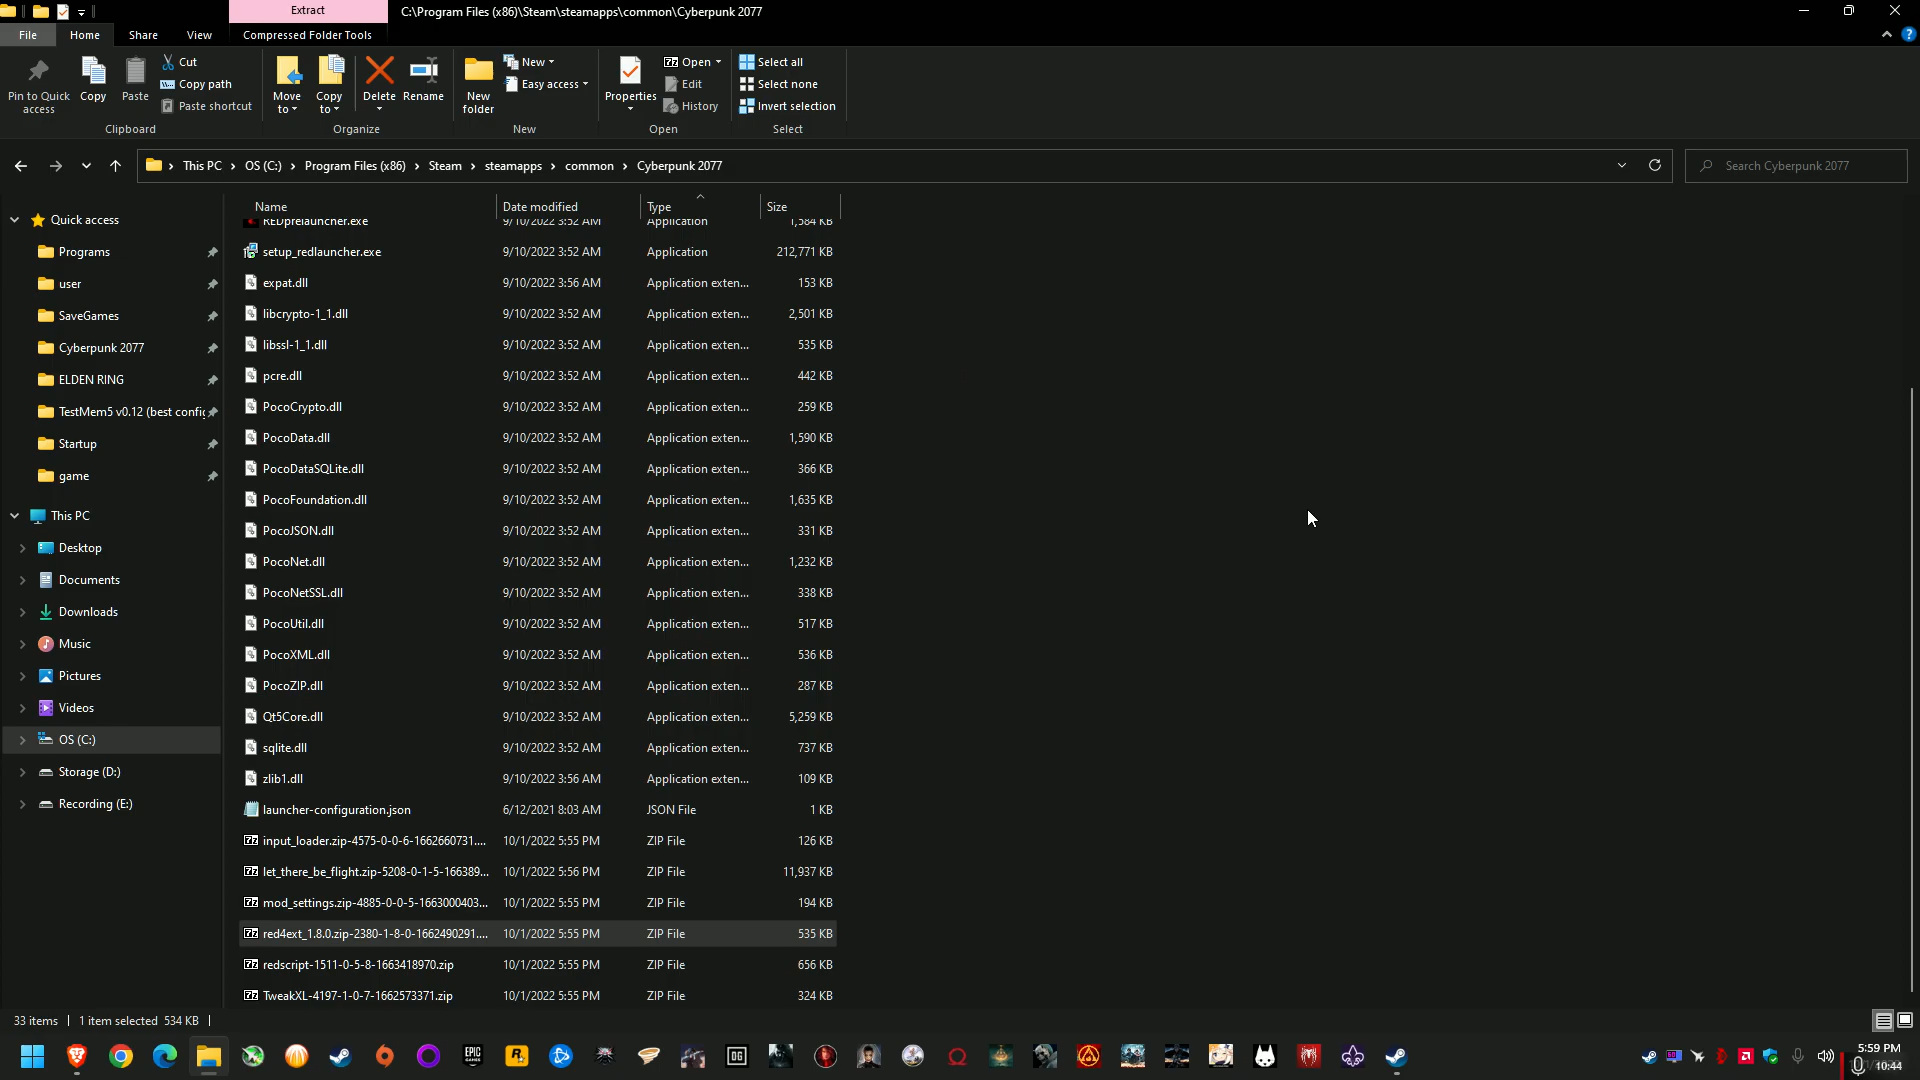 Extract
C:\Program Files (x86)\Steam\steamapps\common\Cyberpunk 2077
File Home Share View Compressed Folder Tools
Pin to Quick access
Copy
Paste
Cut
Copy path
Paste shortcut
Clipboard
Move to
Copy to
Delete
Rename
Organize
New folder
New
Easy access
New
Properties
Open
Edit
History
Open
Select all
Select none
Invert selection
Select
This PC › OS (C:) › Program Files (x86) › Steam › steamapps › common › Cyberpunk 2077
Search Cyberpunk 2077
Quick access
Programs
user
SaveGames
Cyberpunk 2077
ELDEN RING
TestMem5 v0.12 (best config
Startup
game
This PC
Desktop
Documents
Downloads
Music
Pictures
Videos
OS (C:)
Storage (D:)
Recording (E:)
Name Date modified Type Size
REDprelauncher.exe 9/10/2022 3:52 AM Application 1,584 KB
setup_redlauncher.exe 9/10/2022 3:52 AM Application 212,771 KB
expat.dll 9/10/2022 3:56 AM Application exten... 153 KB
libcrypto-1_1.dll 9/10/2022 3:52 AM Application exten... 2,501 KB
libssl-1_1.dll 9/10/2022 3:52 AM Application exten... 535 KB
pcre.dll 9/10/2022 3:52 AM Application exten... 442 KB
PocoCrypto.dll 9/10/2022 3:52 AM Application exten... 259 KB
PocoData.dll 9/10/2022 3:52 AM Application exten... 1,590 KB
PocoDataSQLite.dll 9/10/2022 3:52 AM Application exten... 366 KB
PocoFoundation.dll 9/10/2022 3:52 AM Application exten... 1,635 KB
PocoJSON.dll 9/10/2022 3:52 AM Application exten... 331 KB
PocoNet.dll 9/10/2022 3:52 AM Application exten... 1,232 KB
PocoNetSSL.dll 9/10/2022 3:52 AM Application exten... 338 KB
PocoUtil.dll 9/10/2022 3:52 AM Application exten... 517 KB
PocoXML.dll 9/10/2022 3:52 AM Application exten... 536 KB
PocoZIP.dll 9/10/2022 3:52 AM Application exten... 287 KB
Qt5Core.dll 9/10/2022 3:52 AM Application exten... 5,259 KB
sqlite.dll 9/10/2022 3:52 AM Application exten... 737 KB
zlib1.dll 9/10/2022 3:56 AM Application exten... 109 KB
launcher-configuration.json 6/12/2021 8:03 AM JSON File 1 KB
input_loader.zip-4575-0-0-6-1662660731.... 10/1/2022 5:55 PM ZIP File 126 KB
let_there_be_flight.zip-5208-0-1-5-166389... 10/1/2022 5:56 PM ZIP File 11,937 KB
mod_settings.zip-4885-0-0-5-1663000403... 10/1/2022 5:55 PM ZIP File 194 KB
red4ext_1.8.0.zip-2380-1-8-0-1662490291.... 10/1/2022 5:55 PM ZIP File 535 KB
redscript-1511-0-5-8-1663418970.zip 10/1/2022 5:55 PM ZIP File 656 KB
TweakXL-4197-1-0-7-1662573371.zip 10/1/2022 5:55 PM ZIP File 324 KB
33 items 1 item selected 534 KB
5:59 PM
10:44